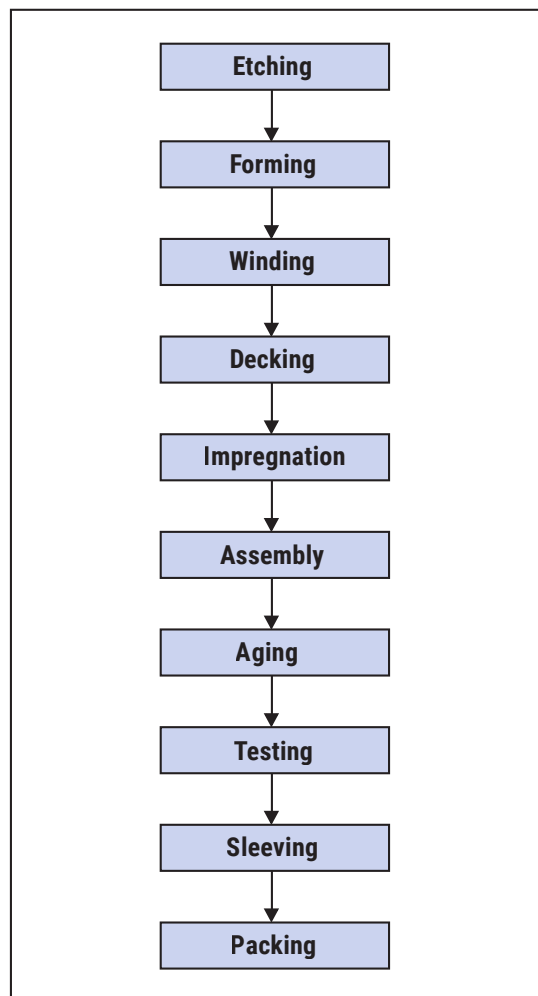 Etching
Forming
Winding
Decking
Impregnation
Assembly
Aging
Testing
Sleeving
Packing